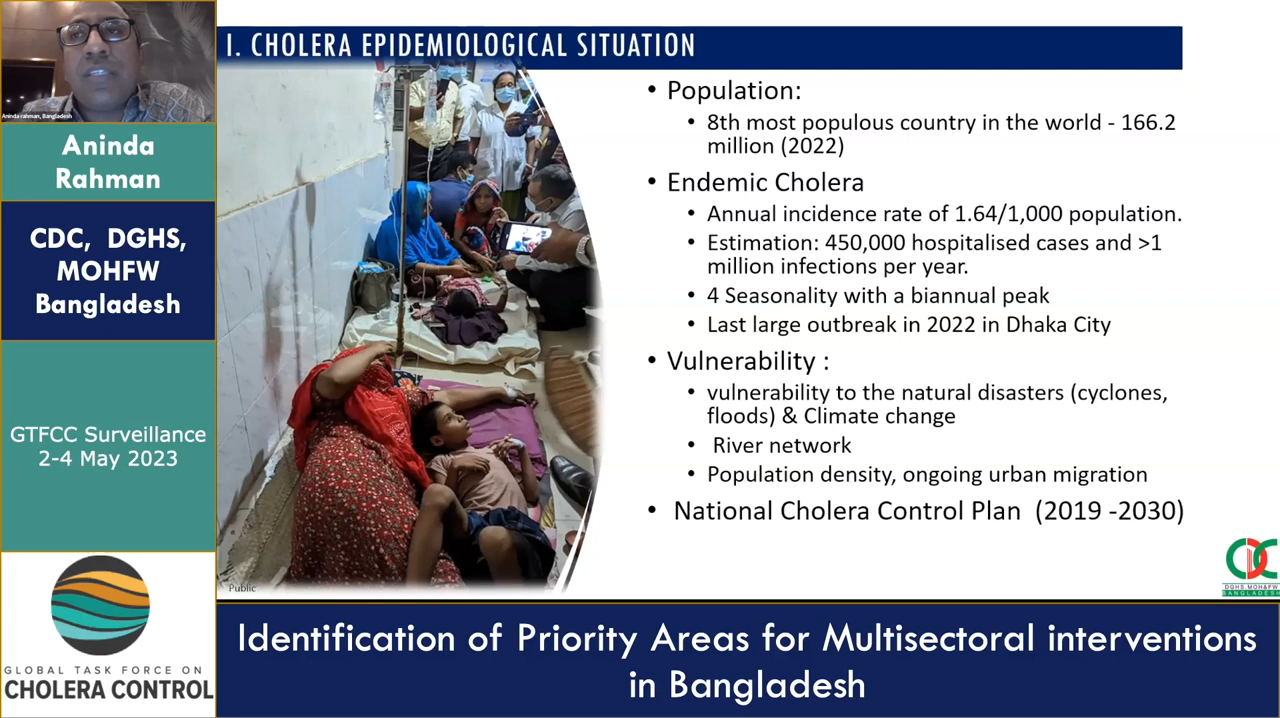 Aninda rahman, Bangladesh
Aninda
Rahman
CDC, DGHS,
MOHFW
Bangladesh
GTFCC Surveillance
2-4 May 2023
GLOBAL TASK FORCE ON
CHOLERA CONTROL
I. CHOLERA EPIDEMIOLOGICAL SITUATION
• Population:
• 8th most populous country in the world - 166.2
million (2022)
• Endemic Cholera
• Annual incidence rate of 1.64/1,000 population.
• Estimation: 450,000 hospitalised cases and >1
million infections per year.
• 4 Seasonality with a biannual peak
• Last large outbreak in 2022 in Dhaka City
• Vulnerability :
• vulnerability to the natural disasters (cyclones,
floods) & Climate change
• River network
• Population density, ongoing urban migration
• National Cholera Control Plan (2019 -2030)
Public
CDC
DGHS.MOH&FW
BANGLADESH
Identification of Priority Areas for Multisectoral interventions
in Bangladesh